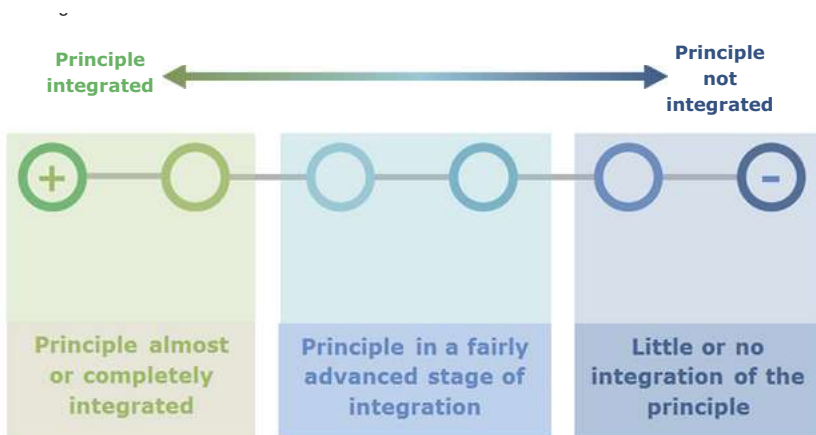 Principle
integrated
Principle
not
integrated
+
-
Principle almost
or completely
integrated
Principle in a fairly
advanced stage of
integration
Little or no
integration of the
principle